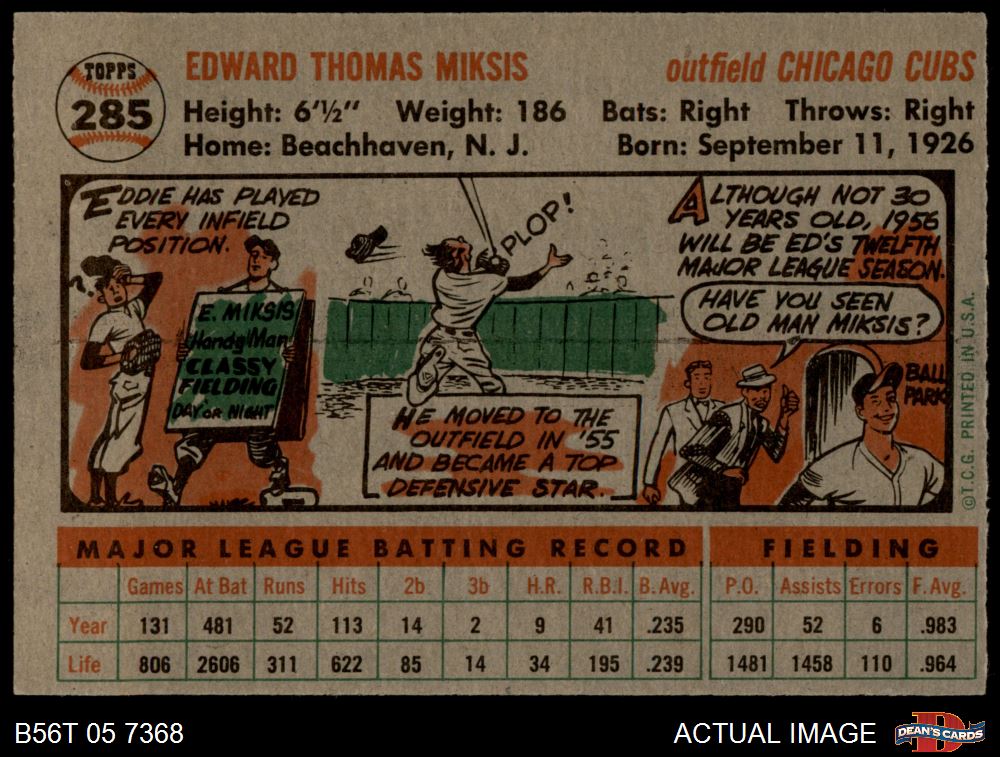 TOPPS
285
EDWARD THOMAS MIKSIS
outfield CHICAGO CUBS
Height: 6'½" Weight: 186 Bats: Right Throws: Right
Home: Beachhaven, N. J. Born: September 11, 1926
EDDIE HAS PLAYED
EVERY INFIELD
POSITION.
?
E. MIKSIS
HandyMan
CLASSY
FIELDING
DAY OR NIGHT
PLOP!
HE MOVED TO THE
OUTFIELD IN '55
AND BECAME A TOP
DEFENSIVE STAR.
ALTHOUGH NOT 30
YEARS OLD, 1956
WILL BE ED'S TWELFTH
MAJOR LEAGUE SEASON.
HAVE YOU SEEN
OLD MAN MIKSIS?
BALL
PARK
©T.C.G. PRINTED IN U.S.A.
MAJOR LEAGUE BATTING RECORD FIELDING
Games At Bat Runs Hits 2b 3b H.R. R.B.I. B. Avg. P.O. Assists Errors F. Avg.
Year 131 481 52 113 14 2 9 41 .235 290 52 6 .983
Life 806 2606 311 622 85 14 34 195 .239 1481 1458 110 .964
B56T 05 7368 ACTUAL IMAGE
D
DEAN'S CARDS